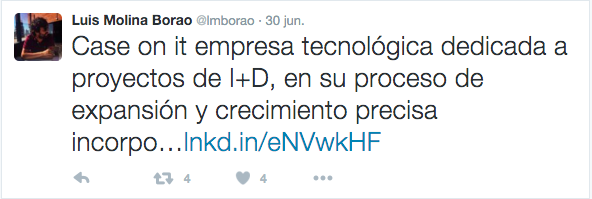 Luis Molina Borao @lmborao · 30 jun.
Case on it empresa tecnológica dedicada a
proyectos de I+D, en su proceso de
expansión y crecimiento precisa
incorpo…lnkd.in/eNVwkHF
4 4